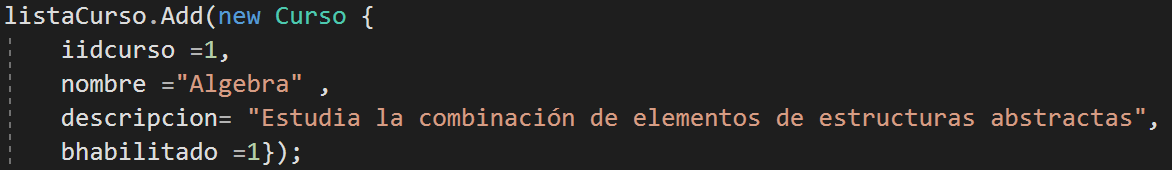 listaCurso.Add(new Curso {
iidcurso =1,
nombre ="Algebra" ,
descripcion= "Estudia la combinación de elementos de estructuras abstractas",
bhabilitado =1});